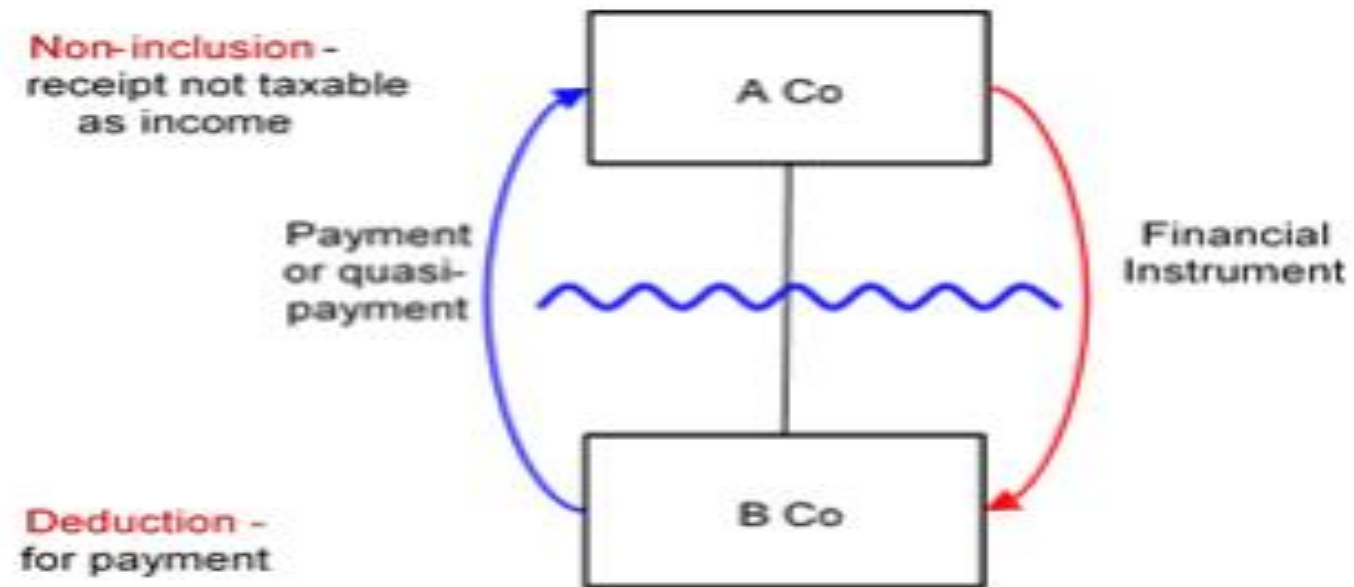 Non-inclusion -
receipt not taxable
as income
A Co
Payment
or quasi-
payment
Financial
Instrument
Deduction -
for payment
B Co